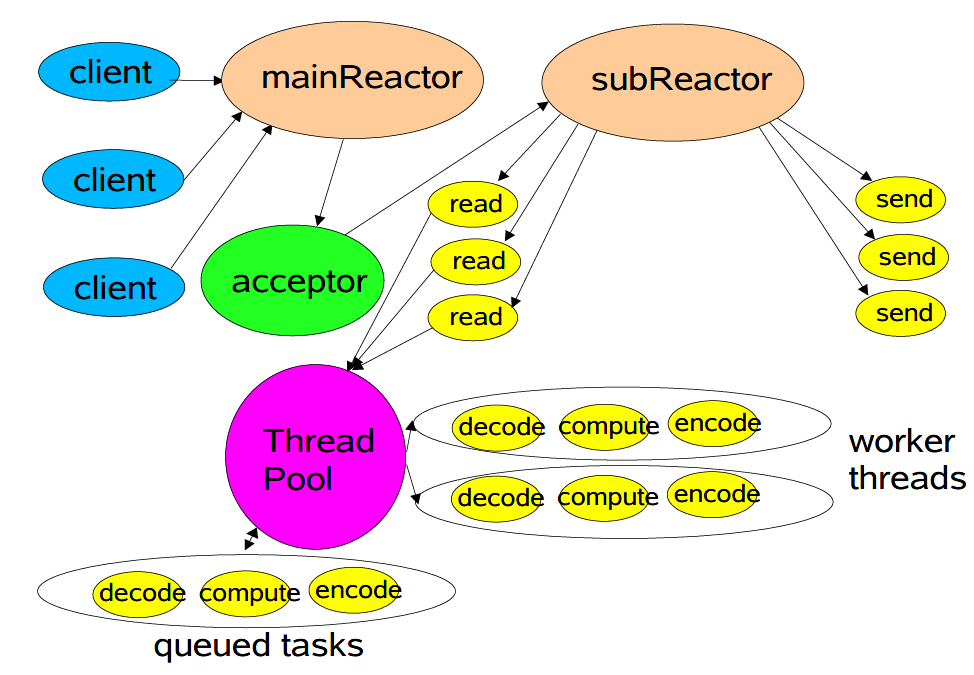 client
mainReactor
subReactor
client
read
send
client
acceptor
read
send
read
send
Thread
Pool
decode
compute
encode
worker
threads
decode
compute
encode
decode
compute
encode
queued tasks